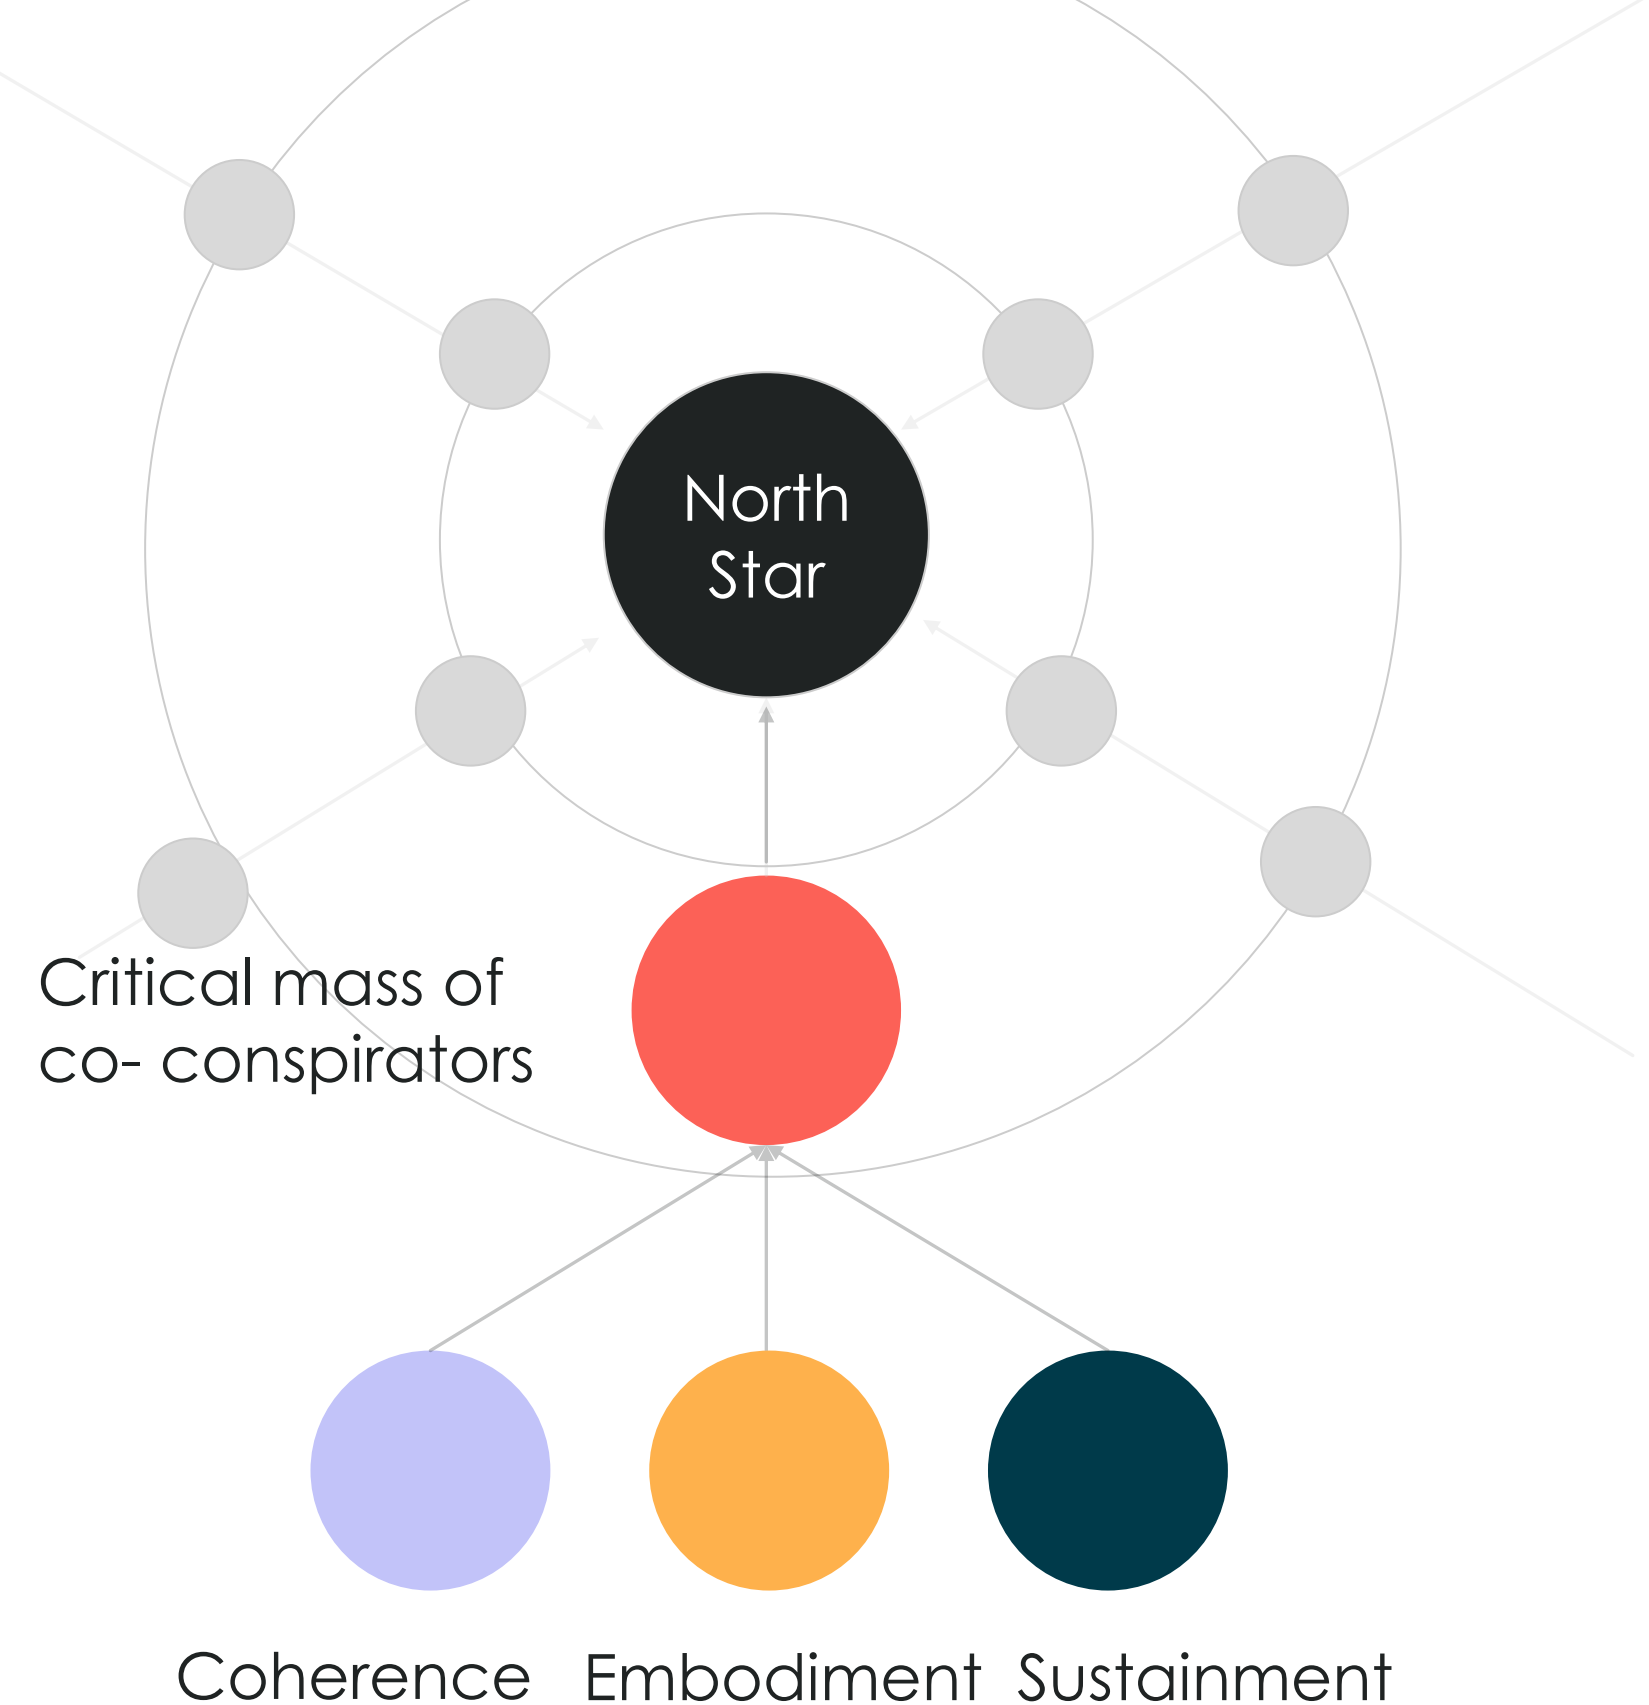 North
Star
Critical mass of
co- conspirators
Coherence
Embodiment
Sustainment